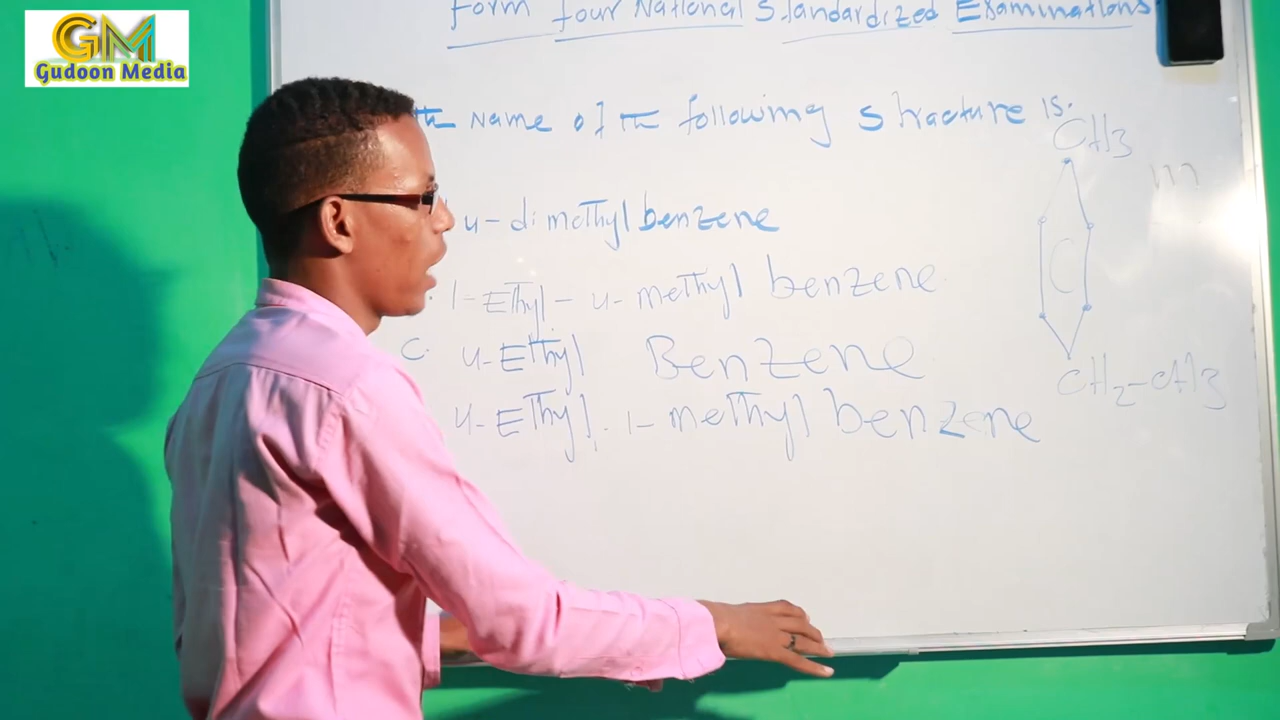 GM
Gudoon Media
form four National Standardized Examinations
the Name of the following structure is:
CH3
m
4-dimethyl benzene
C
1-Ethyl-4-methyl benzene
C. 4-Ethyl Benzene
CH2-CH3
4-Ethyl. 1-methyl benzene